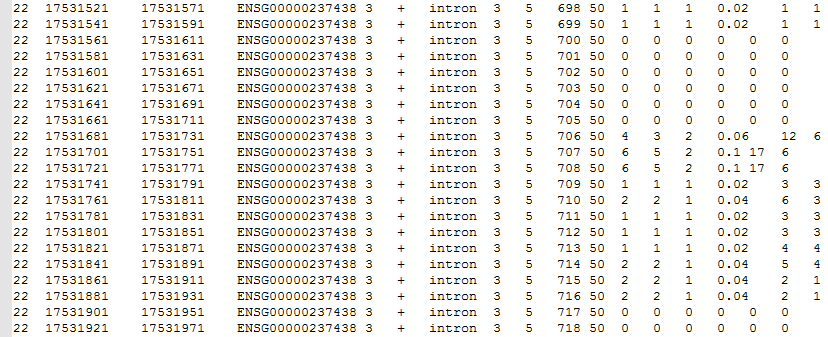 22 17531521 17531571 ENSG00000237438 3 + intron 3 5 698 50 1 1 1 0.02 1 1
22 17531541 17531591 ENSG00000237438 3 + intron 3 5 699 50 1 1 1 0.02 1 1
22 17531561 17531611 ENSG00000237438 3 + intron 3 5 700 50 0 0 0 0 0 0
22 17531581 17531631 ENSG00000237438 3 + intron 3 5 701 50 0 0 0 0 0 0
22 17531601 17531651 ENSG00000237438 3 + intron 3 5 702 50 0 0 0 0 0 0
22 17531621 17531671 ENSG00000237438 3 + intron 3 5 703 50 0 0 0 0 0 0
22 17531641 17531691 ENSG00000237438 3 + intron 3 5 704 50 0 0 0 0 0 0
22 17531661 17531711 ENSG00000237438 3 + intron 3 5 705 50 0 0 0 0 0 0
22 17531681 17531731 ENSG00000237438 3 + intron 3 5 706 50 4 3 2 0.06 12 6
22 17531701 17531751 ENSG00000237438 3 + intron 3 5 707 50 6 5 2 0.1 17 6
22 17531721 17531771 ENSG00000237438 3 + intron 3 5 708 50 6 5 2 0.1 17 6
22 17531741 17531791 ENSG00000237438 3 + intron 3 5 709 50 1 1 1 0.02 3 3
22 17531761 17531811 ENSG00000237438 3 + intron 3 5 710 50 2 2 1 0.04 6 3
22 17531781 17531831 ENSG00000237438 3 + intron 3 5 711 50 1 1 1 0.02 3 3
22 17531801 17531851 ENSG00000237438 3 + intron 3 5 712 50 1 1 1 0.02 3 3
22 17531821 17531871 ENSG00000237438 3 + intron 3 5 713 50 1 1 1 0.02 4 4
22 17531841 17531891 ENSG00000237438 3 + intron 3 5 714 50 2 2 1 0.04 5 4
22 17531861 17531911 ENSG00000237438 3 + intron 3 5 715 50 2 2 1 0.04 2 1
22 17531881 17531931 ENSG00000237438 3 + intron 3 5 716 50 2 2 1 0.04 2 1
22 17531901 17531951 ENSG00000237438 3 + intron 3 5 717 50 0 0 0 0 0 0
22 17531921 17531971 ENSG00000237438 3 + intron 3 5 718 50 0 0 0 0 0 0